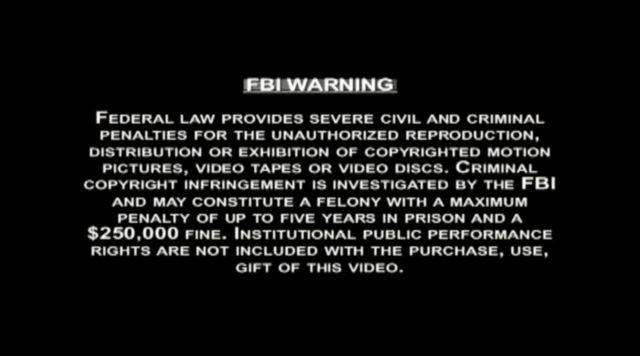 FBI WARNING
FEDERAL LAW PROVIDES SEVERE CIVIL AND CRIMINAL
PENALTIES FOR THE UNAUTHORIZED REPRODUCTION,
DISTRIBUTION OR EXHIBITION OF COPYRIGHTED MOTION
PICTURES, VIDEO TAPES OR VIDEO DISCS. CRIMINAL
COPYRIGHT INFRINGEMENT IS INVESTIGATED BY THE FBI
AND MAY CONSTITUTE A FELONY WITH A MAXIMUM
PENALTY OF UP TO FIVE YEARS IN PRISON AND A
$250,000 FINE. INSTITUTIONAL PUBLIC PERFORMANCE
RIGHTS ARE NOT INCLUDED WITH THE PURCHASE, USE,
GIFT OF THIS VIDEO.